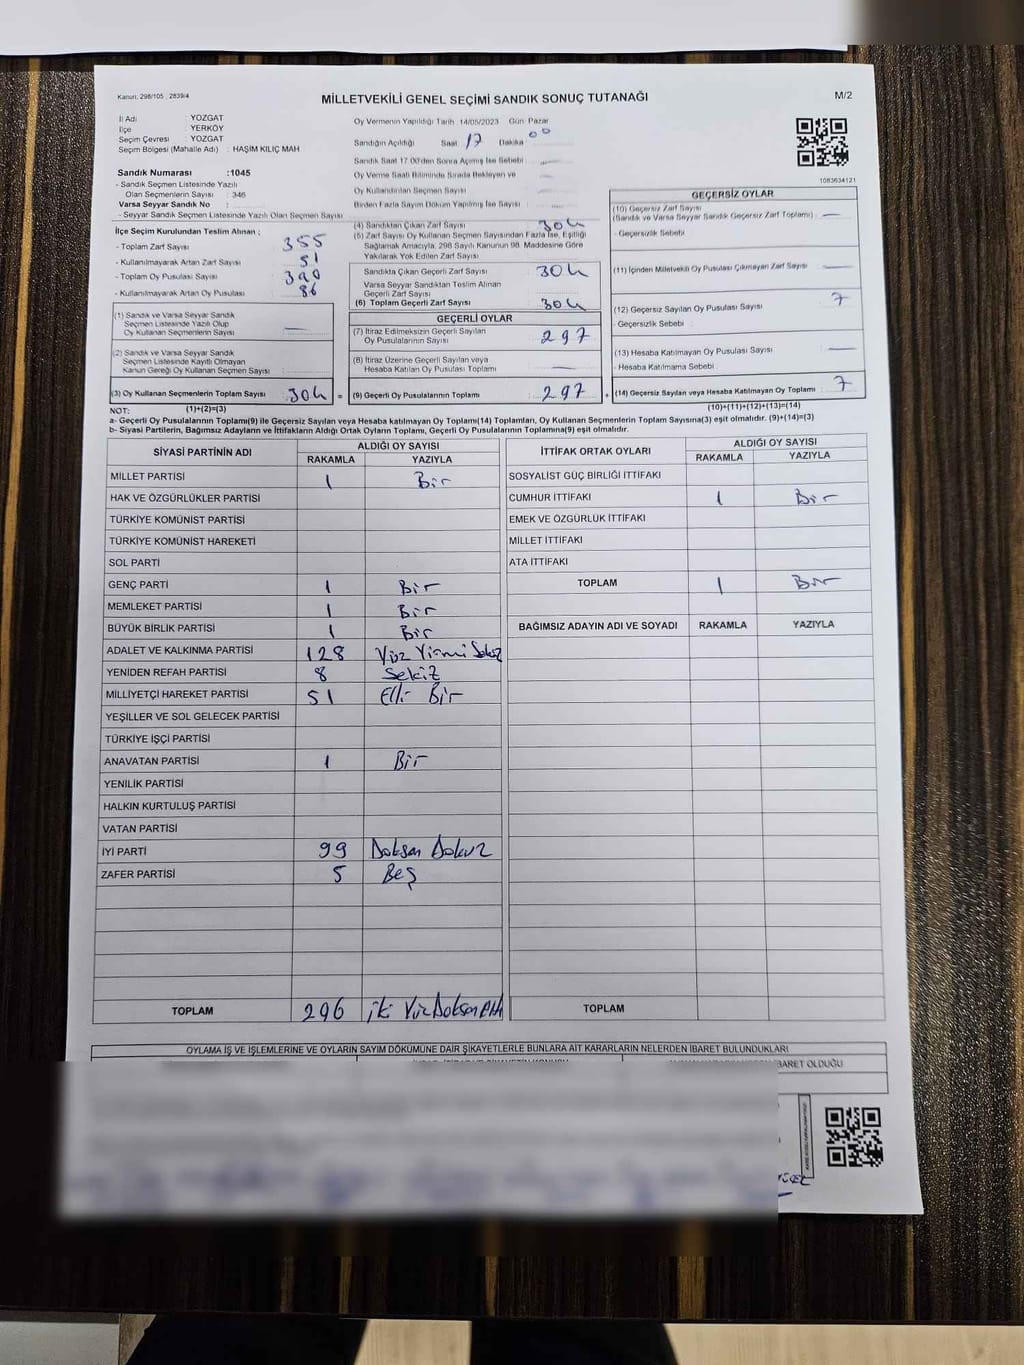 Kanun: 298/105 , 2839/4
MİLLETVEKİLİ GENEL SEÇİMİ SANDIK SONUÇ TUTANAĞI
M/2
İl Adı : YOZGAT
İlçe : YERKÖY
Seçim Çevresi : YOZGAT
Seçim Bölgesi (Mahalle Adı) : HAŞİM KILIÇ MAH
Sandık Numarası :1045
- Sandık Seçmen Listesinde Yazılı
Olan Seçmenlerin Sayısı : 346
Varsa Seyyar Sandık No :
- Seyyar Sandık Seçmen Listesinde Yazılı Olan Seçmen Sayısı
Oy Vermenin Yapıldığı Tarih :14/05/2023 Gün: Pazar
Sandığın Açıldığı Saat: 17 Dakika: 00
Sandık Saat 17:00'den Sonra Açılmış İse Sebebi :
Oy Verme Saati Bitiminde Sırada Bekleyen ve
Oy Kullandırılan Seçmen Sayısı :
Birden Fazla Sayım Döküm Yapılmış İse Sayısı :
1083634121
İlçe Seçim Kurulundan Teslim Alınan ;
- Toplam Zarf Sayısı : 355
- Kullanılmayarak Artan Zarf Sayısı : 51
- Toplam Oy Pusulası Sayısı : 390
- Kullanılmayarak Artan Oy Pusulası : 86
(1) Sandık ve Varsa Seyyar Sandık
Seçmen Listesinde Yazılı Olup
Oy Kullanan Seçmenlerin Sayısı :
(2) Sandık ve Varsa Seyyar Sandık
Seçmen Listesinde Kayıtlı Olmayan
Kanun Gereği Oy Kullanan Seçmen Sayısı :
(3) Oy Kullanan Seçmenlerin Toplam Sayısı : 304 =
(1)+(2)=(3)
(4) Sandıktan Çıkan Zarf Sayısı : 304
(5) Zarf Sayısı Oy Kullanan Seçmen Sayısından Fazla İse, Eşitliği
Sağlamak Amacıyla, 298 Sayılı Kanunun 98. Maddesine Göre
Yakılarak Yok Edilen Zarf Sayısı :
Sandıkta Çıkan Geçerli Zarf Sayısı : 304
Varsa Seyyar Sandıktan Teslim Alınan
Geçerli Zarf Sayısı :
(6) Toplam Geçerli Zarf Sayısı : 304
GEÇERLİ OYLAR
(7) İtiraz Edilmeksizin Geçerli Sayılan
Oy Pusulalarının Sayısı : 297
(8) İtiraz Üzerine Geçerli Sayılan veya
Hesaba Katılan Oy Pusulası Toplamı :
(9) Geçerli Oy Pusulalarının Toplamı : 297 +
GEÇERSİZ OYLAR
(10) Geçersiz Zarf Sayısı
(Sandık ve Varsa Seyyar Sandık Geçersiz Zarf Toplamı) :
- Geçersizlik Sebebi :
(11) İçinden Milletvekili Oy Pusulası Çıkmayan Zarf Sayısı :
(12) Geçersiz Sayılan Oy Pusulası Sayısı : 7
- Geçersizlik Sebebi :
(13) Hesaba Katılmayan Oy Pusulası Sayısı :
- Hesaba Katılmama Sebebi :
(14) Geçersiz Sayılan veya Hesaba Katılmayan Oy Toplamı : 7
(10)+(11)+(12)+(13)=(14)
NOT:
a- Geçerli Oy Pusulalarının Toplamı(9) ile Geçersiz Sayılan veya Hesaba Katılmayan Oy Toplamı(14) Toplamları, Oy Kullanan Seçmenlerin Toplam Sayısına(3) eşit olmalıdır. (9)+(14)=(3)
b- Siyasi Partilerin, Bağımsız Adayların ve İttifakların Aldığı Ortak Oyların Toplamı, Geçerli Oy Pusulalarının Toplamına(9) eşit olmalıdır.
SİYASİ PARTİNİN ADI ALDIĞI OY SAYISI
RAKAMLA YAZIYLA
MİLLET PARTİSİ 1 Bir
HAK VE ÖZGÜRLÜKLER PARTİSİ
TÜRKİYE KOMÜNİST PARTİSİ
TÜRKİYE KOMÜNİST HAREKETİ
SOL PARTİ
GENÇ PARTİ 1 Bir
MEMLEKET PARTİSİ 1 Bir
BÜYÜK BİRLİK PARTİSİ 1 Bir
ADALET VE KALKINMA PARTİSİ 128 Yüz Yirmi Sekiz
YENİDEN REFAH PARTİSİ 8 Sekiz
MİLLİYETÇİ HAREKET PARTİSİ 51 Elli Bir
YEŞİLLER VE SOL GELECEK PARTİSİ
TÜRKİYE İŞÇİ PARTİSİ
ANAVATAN PARTİSİ 1 Bir
YENİLİK PARTİSİ
HALKIN KURTULUŞ PARTİSİ
VATAN PARTİSİ
İYİ PARTİ 99 Doksan Dokuz
ZAFER PARTİSİ 5 Beş
TOPLAM 296 iki Yüz Doksan Altı
İTTİFAK ORTAK OYLARI ALDIĞI OY SAYISI
RAKAMLA YAZIYLA
SOSYALİST GÜÇ BİRLİĞİ İTTİFAKI
CUMHUR İTTİFAKI 1 Bir
EMEK VE ÖZGÜRLÜK İTTİFAKI
MİLLET İTTİFAKI
ATA İTTİFAKI
TOPLAM 1 Bir
BAĞIMSIZ ADAYIN ADI VE SOYADI RAKAMLA YAZIYLA
TOPLAM
OYLAMA İŞ VE İŞLEMLERİNE VE OYLARIN SAYIM DÖKÜMÜNE DAİR ŞİKAYETLERLE BUNLARA AİT KARARLARIN NELERDEN İBARET BULUNDUKLARI
İBARET OLDUĞU